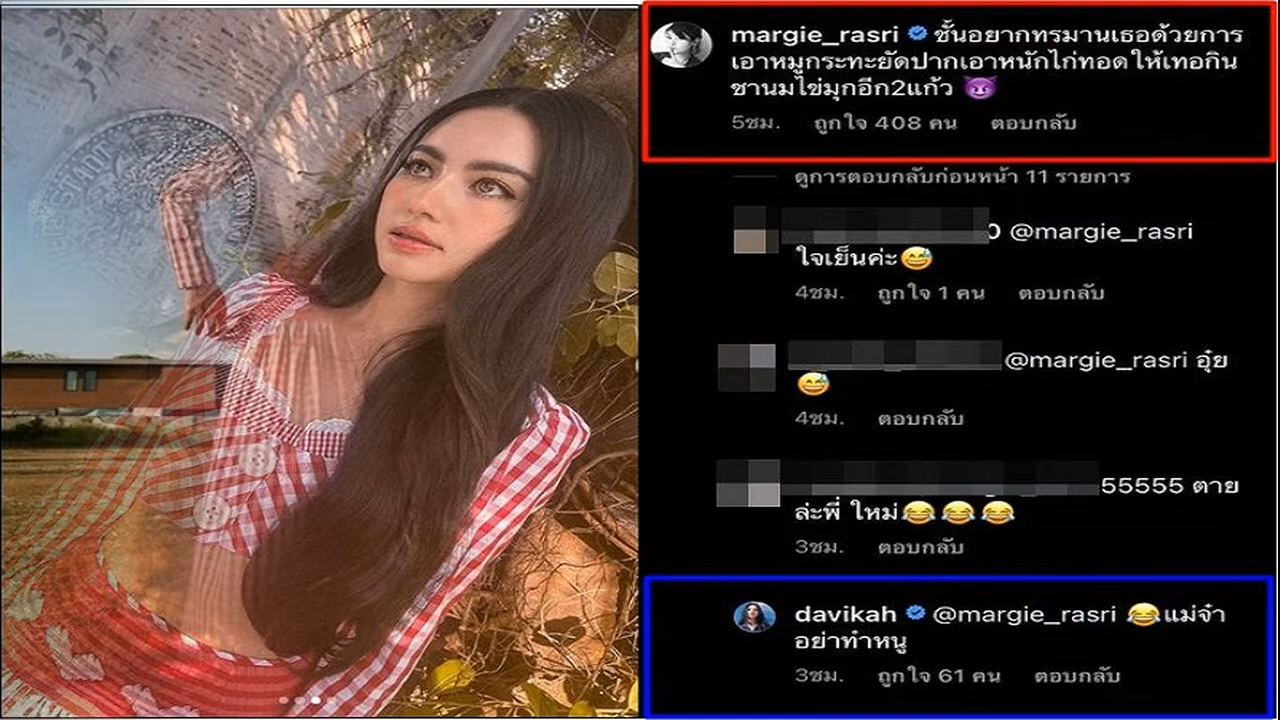 margie_rasri ชั้นอยากทรมานเธอด้วยการ
เอาหมูกระทะยัดปากเอาหนักไก่ทอดให้เทอกิน
ชานมไข่มุกอีก2แก้ว 😈
5ชม. ถูกใจ 408 คน ตอบกลับ
ดูการตอบกลับก่อนหน้า 11 รายการ
@margie_rasri
ใจเย็นค่ะ😅
4ชม. ถูกใจ 1 คน ตอบกลับ
@margie_rasri อุ๋ย
😅
4ชม. ตอบกลับ
55555 ตาย
ล่ะพี่ ใหม่😂😂😂
3ชม. ตอบกลับ
davikah @margie_rasri 😂แม่จ๋า
อย่าทำหนู
3ชม. ถูกใจ 61 คน ตอบกลับ